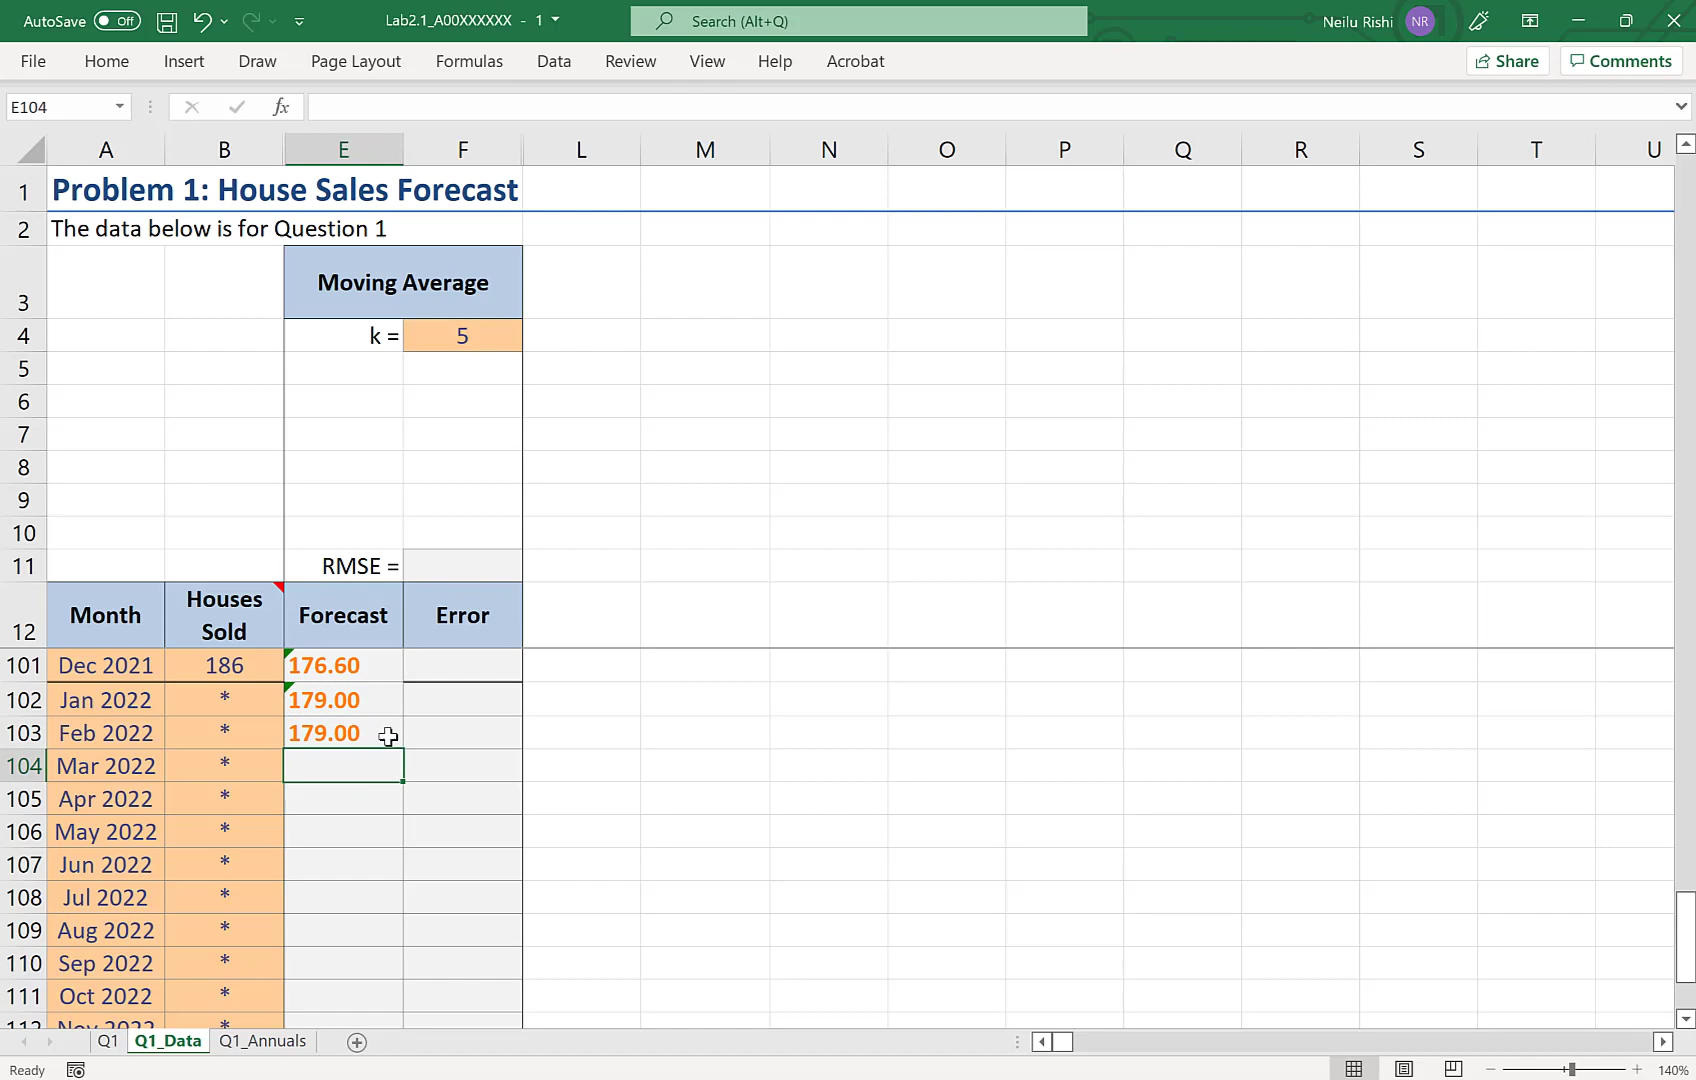 AutoSave Off Lab2.1_A00XXXXXX - 1 Search (Alt+Q) Neilu Rishi NR
File Home Insert Draw Page Layout Formulas Data Review View Help Acrobat Share Comments
E104 fx
A B E F L M N O P Q R S T U
1 Problem 1: House Sales Forecast
2 The data below is for Question 1
3 Moving Average
4 k = 5
5
6
7
8
9
10
11 RMSE =
12 Month Houses Sold Forecast Error
101 Dec 2021 186 176.60
102 Jan 2022 * 179.00
103 Feb 2022 * 179.00
104 Mar 2022 *
105 Apr 2022 *
106 May 2022 *
107 Jun 2022 *
108 Jul 2022 *
109 Aug 2022 *
110 Sep 2022 *
111 Oct 2022 *
112 Nov 2022 *
Q1 Q1_Data Q1_Annuals
Ready 140%